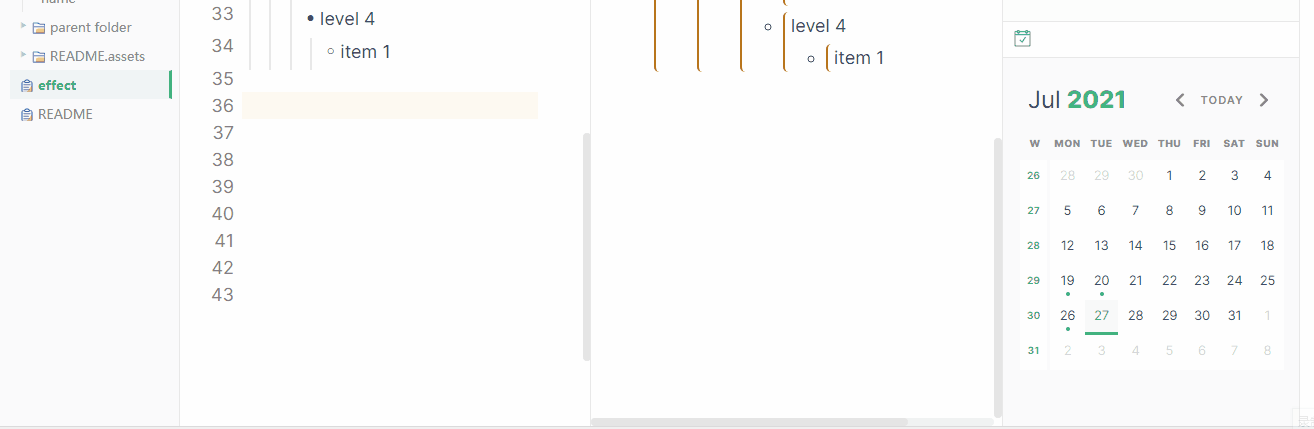 name
parent folder
README.assets
effect
README
33
level 4
34
item 1
35
36
37
38
39
40
41
42
43
level 4
item 1
Jul 2021
TODAY
W MON TUE WED THU FRI SAT SUN
26 28 29 30 1 2 3 4
27 5 6 7 8 9 10 11
28 12 13 14 15 16 17 18
29 19 20 21 22 23 24 25
30 26 27 28 29 30 31 1
31 2 3 4 5 6 7 8